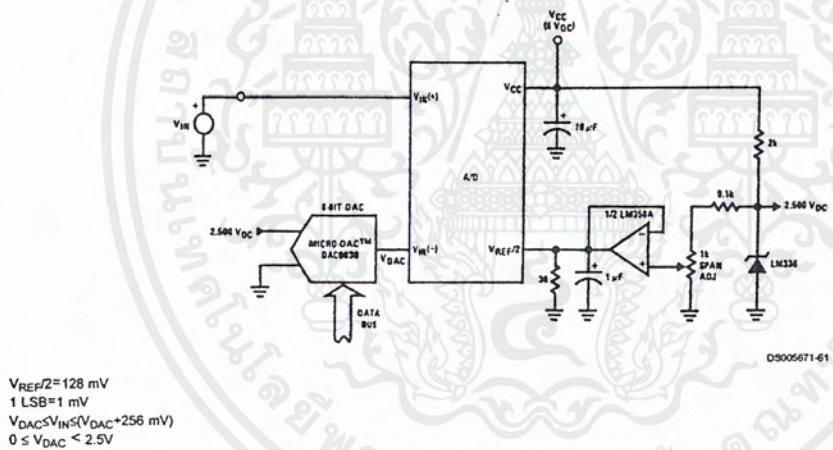 VCC
(5 VDC)
VIN(+)
VCC
+
VIN
+
10 µF
2k
A/D
8-BIT DAC
9.1k
2.500 VDC
1/2 LM358A
2.500 VDC
MICRO-DAC™
VIN(–)
VREF/2
–
+
1k
SPAN
ADJ
LM336
VDAC
+
1 µF
DATA
BUS
DS005671-61
VREF/2=128 mV
1 LSB=1 mV
VDAC≤VIN≤(VDAC+256 mV)
0 ≤ VDAC < 2.5V